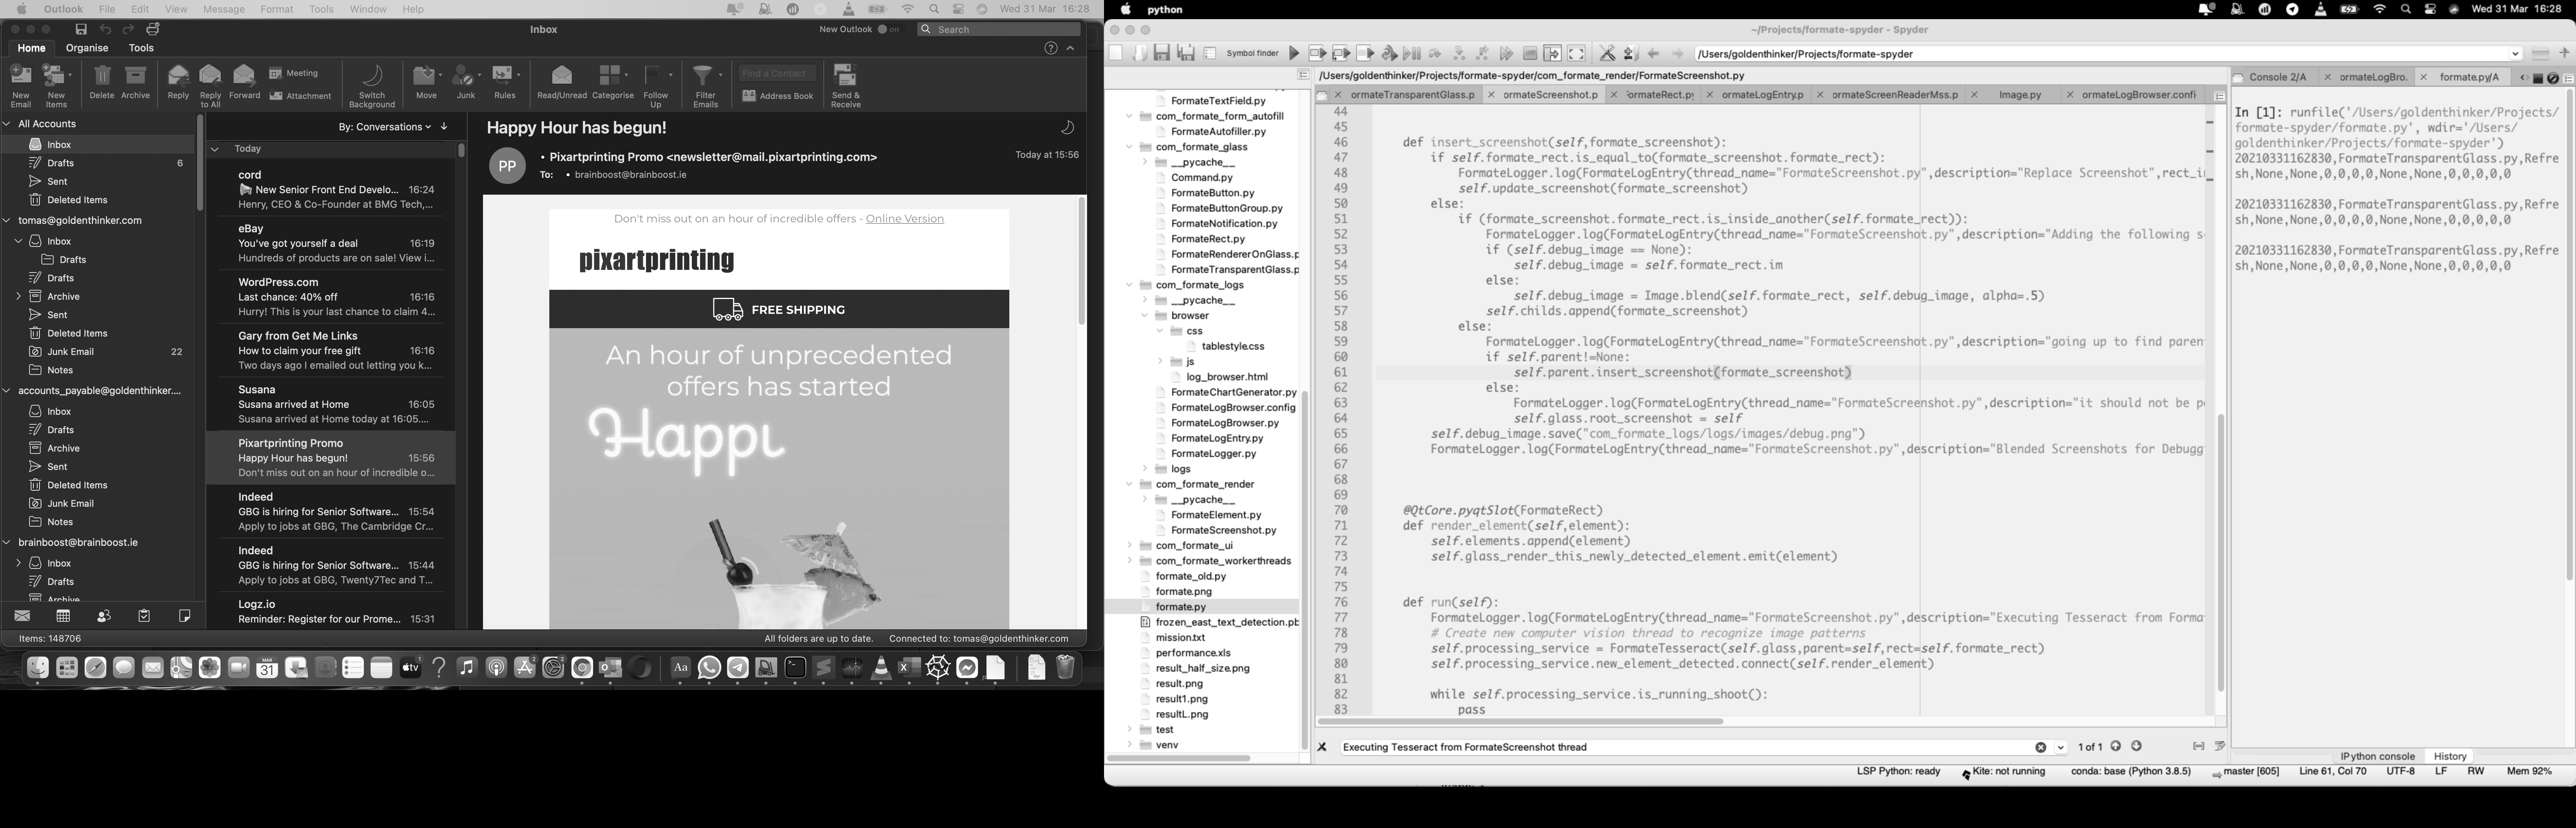 Outlook File Edit View Message Format Tools Window Help
Wed 31 Mar 16:28
Inbox
New Outlook Off
Search
Home Organise Tools
New Email
New Items
Delete
Archive
Reply
Reply to All
Forward
Meeting
Attachment
Switch Background
Move
Junk
Rules
Read/Unread
Categorise
Follow Up
Filter Emails
Find a Contact
Address Book
Send & Receive
All Accounts
Inbox
Drafts 6
Sent
Deleted Items
tomas@goldenthinker.com
Inbox
Drafts
Drafts
Archive
Sent
Deleted Items
Junk Email 22
Notes
accounts_payable@goldenthinker....
Inbox
Drafts
Archive
Sent
Deleted Items
Junk Email
Notes
brainboost@brainboost.ie
Inbox
Drafts
Archive
Items: 148706
By: Conversations
Today
cord
New Senior Front End Develo... 16:24
Henry, CEO & Co-Founder at BMG Tech,...
eBay
You've got yourself a deal 16:19
Hundreds of products are on sale! View i...
WordPress.com
Last chance: 40% off 16:16
Hurry! This is your last chance to claim 4...
Gary from Get Me Links
How to claim your free gift 16:16
Two days ago I emailed out letting you k...
Susana
Susana arrived at Home 16:05
Susana arrived at Home today at 16:05....
Pixartprinting Promo
Happy Hour has begun! 15:56
Don't miss out on an hour of incredible o...
Indeed
GBG is hiring for Senior Software... 15:54
Apply to jobs at GBG, The Cambridge Cr...
Indeed
GBG is hiring for Senior Software... 15:44
Apply to jobs at GBG, Twenty7Tec and T...
Logz.io
Reminder: Register for our Prome... 15:31
Happy Hour has begun!
PP
• Pixartprinting Promo <newsletter@mail.pixartprinting.com>
Today at 15:56
To: • brainboost@brainboost.ie
Don't miss out on an hour of incredible offers - Online Version
pixartprinting
FREE SHIPPING
An hour of unprecedented
offers has started
Happ
All folders are up to date. Connected to: tomas@goldenthinker.com
MAR
31
tv
Aa
python
Wed 31 Mar 16:28
~/Projects/formate-spyder - Spyder
Symbol finder
/Users/goldenthinker/Projects/formate-spyder
/Users/goldenthinker/Projects/formate-spyder/com_formate_render/FormateScreenshot.py
FormateTextField.py
com_formate_form_autofill
FormateAutofiller.py
com_formate_glass
__pycache__
Command.py
FormateButton.py
FormateButtonGroup.py
FormateNotification.py
FormateRect.py
FormateRendererOnGlass.p
FormateTransparentGlass.p
com_formate_logs
__pycache__
browser
css
tablestyle.css
js
log_browser.html
FormateChartGenerator.py
FormateLogBrowser.config
FormateLogBrowser.py
FormateLogEntry.py
FormateLogger.py
logs
com_formate_render
__pycache__
FormateElement.py
FormateScreenshot.py
com_formate_ui
com_formate_workerthreads
formate_old.py
formate.png
formate.py
frozen_east_text_detection.pb
mission.txt
performance.xls
result_half_size.png
result.png
result1.png
resultL.png
test
venv
ormateTransparentGlass.p
ormateScreenshot.p
ormateRect.py
ormateLogEntry.p
ormateScreenReaderMss.p
Image.py
ormateLogBrowser.confi
44
45
46 def insert_screenshot(self,formate_screenshot):
47 if self.formate_rect.is_equal_to(formate_screenshot.formate_rect):
48 FormateLogger.log(FormateLogEntry(thread_name="FormateScreenshot.py",description="Replace Screenshot",rect_i
49 self.update_screenshot(formate_screenshot)
50 else:
51 if (formate_screenshot.formate_rect.is_inside_another(self.formate_rect)):
52 FormateLogger.log(FormateLogEntry(thread_name="FormateScreenshot.py",description="Adding the following s
53 if (self.debug_image == None):
54 self.debug_image = self.formate_rect.im
55 else:
56 self.debug_image = Image.blend(self.formate_rect, self.debug_image, alpha=.5)
57 self.childs.append(formate_screenshot)
58 else:
59 FormateLogger.log(FormateLogEntry(thread_name="FormateScreenshot.py",description="going up to find paren
60 if self.parent!=None:
61 self.parent.insert_screenshot(formate_screenshot)
62 else:
63 FormateLogger.log(FormateLogEntry(thread_name="FormateScreenshot.py",description="it should not be p
64 self.glass.root_screenshot = self
65 self.debug_image.save("com_formate_logs/logs/images/debug.png")
66 FormateLogger.log(FormateLogEntry(thread_name="FormateScreenshot.py",description="Blended Screenshots for Debugg
67
68
69
70 @QtCore.pyqtSlot(FormateRect)
71 def render_element(self,element):
72 self.elements.append(element)
73 self.glass_render_this_newly_detected_element.emit(element)
74
75
76 def run(self):
77 FormateLogger.log(FormateLogEntry(thread_name="FormateScreenshot.py",description="Executing Tesseract from Forma
78 # Create new computer vision thread to recognize image patterns
79 self.processing_service = FormateTesseract(self.glass,parent=self,rect=self.formate_rect)
80 self.processing_service.new_element_detected.connect(self.render_element)
81
82 while self.processing_service.is_running_shoot():
83 pass
Executing Tesseract from FormateScreenshot thread
1 of 1
Console 2/A
ormateLogBro.
formate.py/A
In [1]: runfile('/Users/goldenthinker/Projects/
formate-spyder/formate.py', wdir='/Users/
goldenthinker/Projects/formate-spyder')
20210331162830,FormateTransparentGlass.py,Refre
sh,None,None,0,0,0,0,None,None,0,0,0,0,0
20210331162830,FormateTransparentGlass.py,Refre
sh,None,None,0,0,0,0,None,None,0,0,0,0,0
20210331162830,FormateTransparentGlass.py,Refre
sh,None,None,0,0,0,0,None,None,0,0,0,0,0
IPython console History
LSP Python: ready Kite: not running conda: base (Python 3.8.5) master [605] Line 61, Col 70 UTF-8 LF RW Mem 92%